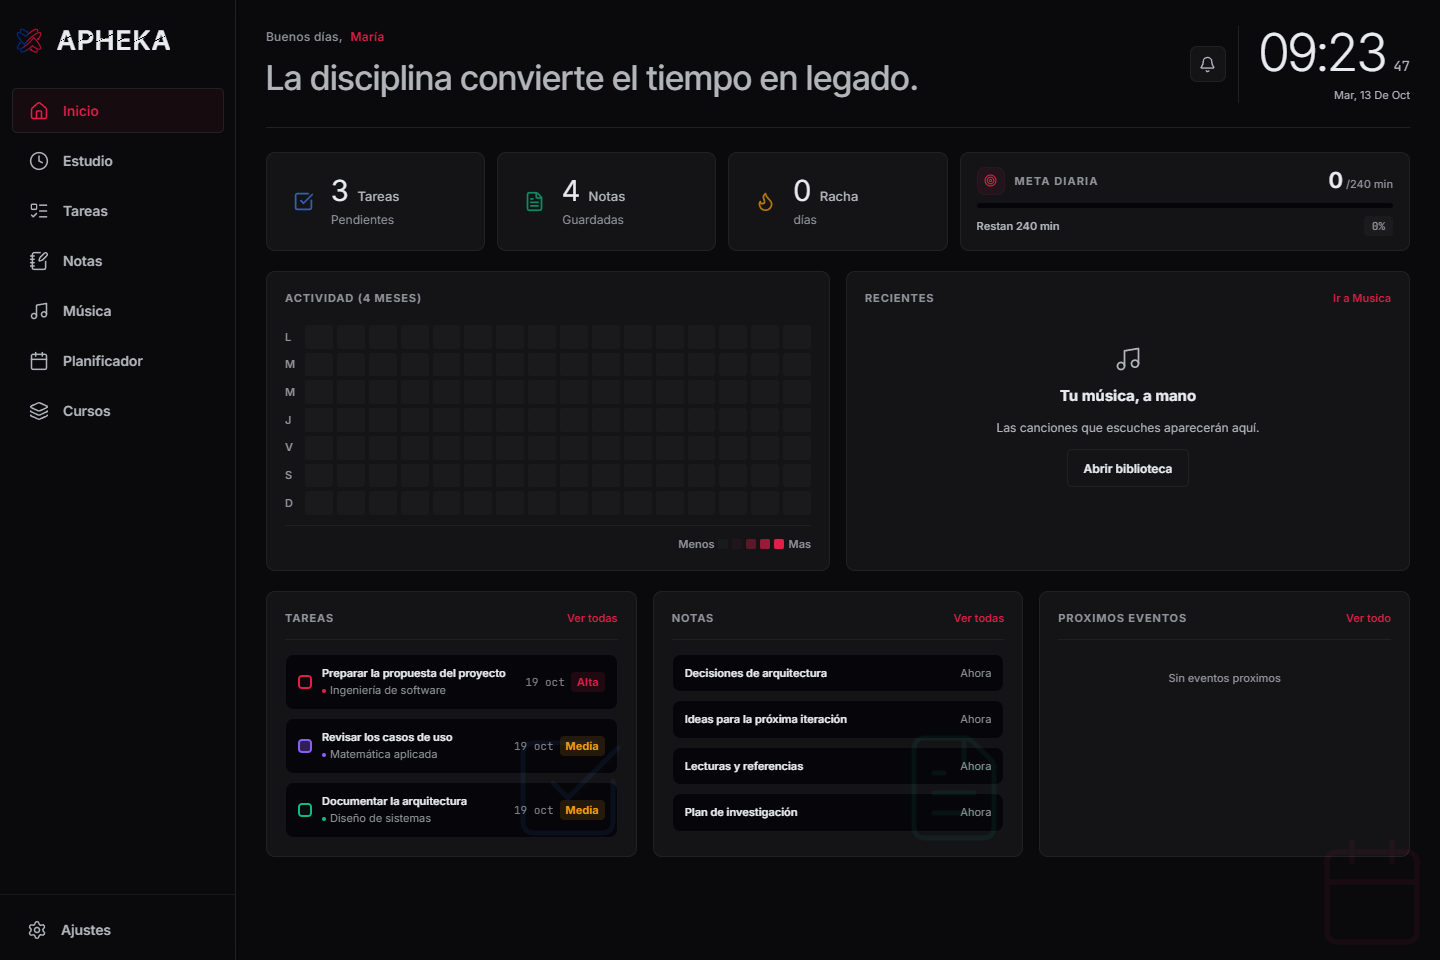 APHEKA
Inicio
Estudio
Tareas
Notas
Música
Planificador
Cursos
Ajustes
Buenos días, María
La disciplina convierte el tiempo en legado.
09:23 47
Mar, 13 De Oct
3 Tareas
Pendientes
4 Notas
Guardadas
0 Racha
días
META DIARIA
0 /240 min
Restan 240 min
0%
ACTIVIDAD (4 MESES)
L
M
M
J
V
S
D
Menos Mas
RECIENTES
Ir a Musica
Tu música, a mano
Las canciones que escuches aparecerán aquí.
Abrir biblioteca
TAREAS
Ver todas
Preparar la propuesta del proyecto
Ingeniería de software
19 oct Alta
Revisar los casos de uso
Matemática aplicada
19 oct Media
Documentar la arquitectura
Diseño de sistemas
19 oct Media
NOTAS
Ver todas
Decisiones de arquitectura Ahora
Ideas para la próxima iteración Ahora
Lecturas y referencias Ahora
Plan de investigación Ahora
PROXIMOS EVENTOS
Ver todo
Sin eventos proximos